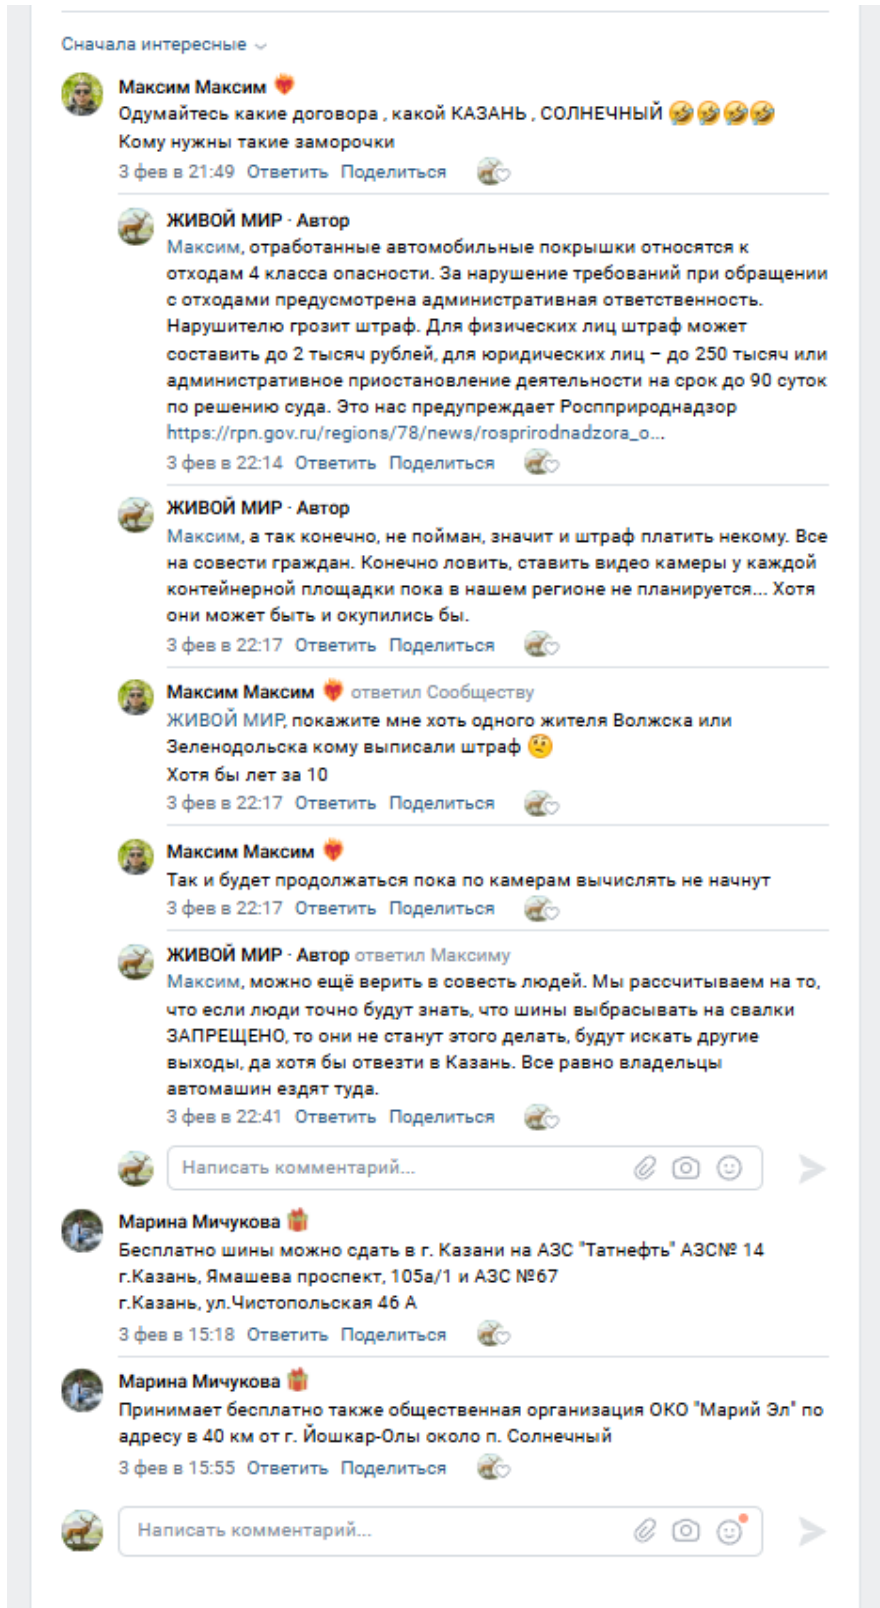 Сначала интересные
Максим Максим
Одумайтесь какие договора , какой КАЗАНЬ , СОЛНЕЧНЫЙ 🤣🤣🤣🤣
Кому нужны такие заморочки
3 фев в 21:49 Ответить Поделиться
ЖИВОЙ МИР · Автор
Максим, отработанные автомобильные покрышки относятся к
отходам 4 класса опасности. За нарушение требований при обращении
с отходами предусмотрена административная ответственность.
Нарушителю грозит штраф. Для физических лиц штраф может
составить до 2 тысяч рублей, для юридических лиц – до 250 тысяч или
административное приостановление деятельности на срок до 90 суток
по решению суда. Это нас предупреждает Роспприроднадзор
https://rpn.gov.ru/regions/78/news/rosprirodnadzora_o...
3 фев в 22:14 Ответить Поделиться
ЖИВОЙ МИР · Автор
Максим, а так конечно, не пойман, значит и штраф платить некому. Все
на совести граждан. Конечно ловить, ставить видео камеры у каждой
контейнерной площадки пока в нашем регионе не планируется... Хотя
они может быть и окупились бы.
3 фев в 22:17 Ответить Поделиться
Максим Максим ответил Сообществу
ЖИВОЙ МИР, покажите мне хоть одного жителя Волжска или
Зеленодольска кому выписали штраф 🤨
Хотя бы лет за 10
3 фев в 22:17 Ответить Поделиться
Максим Максим
Так и будет продолжаться пока по камерам вычислять не начнут
3 фев в 22:17 Ответить Поделиться
ЖИВОЙ МИР · Автор ответил Максиму
Максим, можно ещё верить в совесть людей. Мы рассчитываем на то,
что если люди точно будут знать, что шины выбрасывать на свалки
ЗАПРЕЩЕНО, то они не станут этого делать, будут искать другие
выходы, да хотя бы отвезти в Казань. Все равно владельцы
автомашин ездят туда.
3 фев в 22:41 Ответить Поделиться
Написать комментарий...
Марина Мичукова
Бесплатно шины можно сдать в г. Казани на АЗС "Татнефть" АЗС№ 14
г.Казань, Ямашева проспект, 105а/1 и АЗС №67
г.Казань, ул.Чистопольская 46 А
3 фев в 15:18 Ответить Поделиться
Марина Мичукова
Принимает бесплатно также общественная организация ОКО "Марий Эл" по
адресу в 40 км от г. Йошкар-Олы около п. Солнечный
3 фев в 15:55 Ответить Поделиться
Написать комментарий...